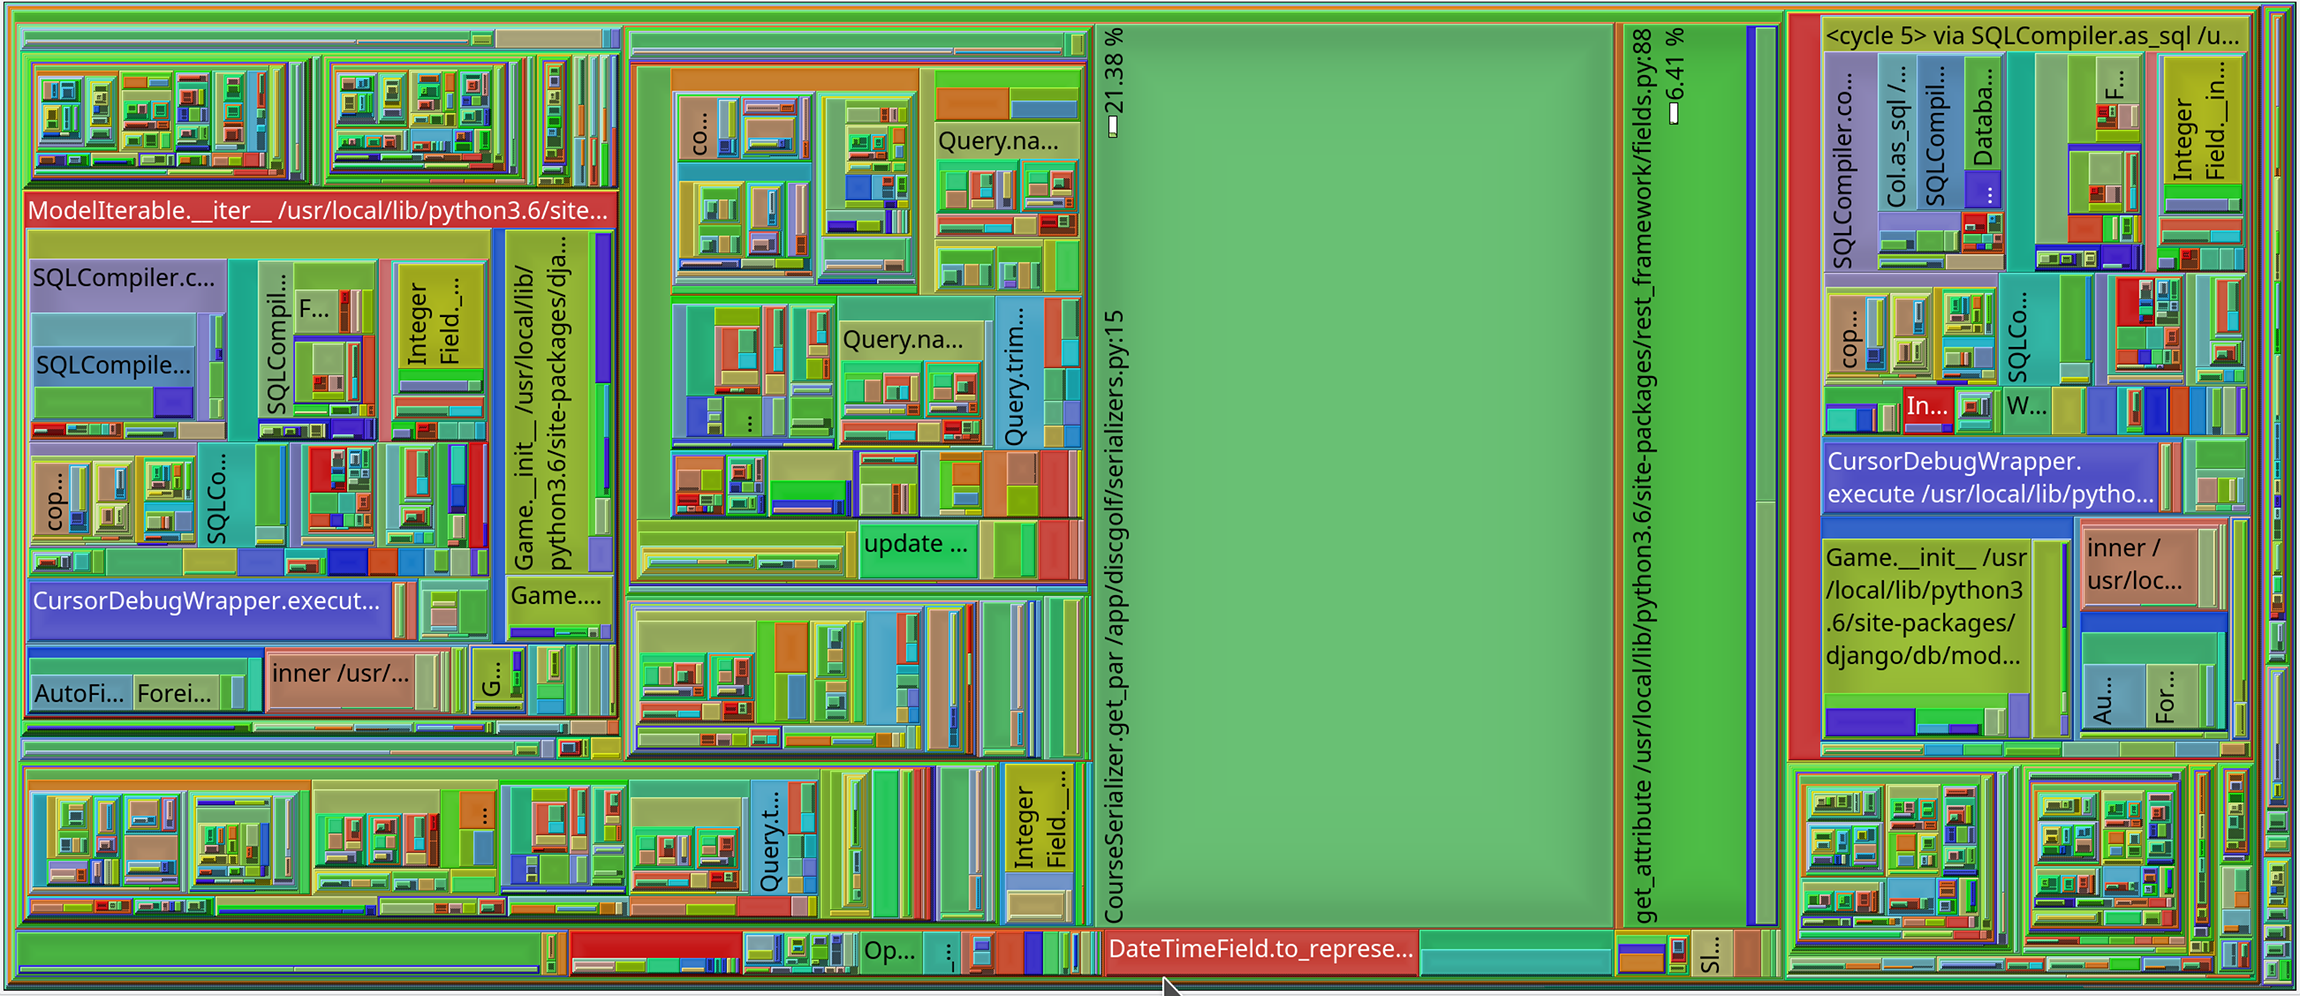 ModelIterable.__iter__ /usr/local/lib/python3.6/site...
SQLCompiler.c...
SQLCompile...
SQLCompil...
F...
Integer
Field._...
cop...
SQLCo...
CursorDebugWrapper.execut...
AutoFi...
Forei...
inner /usr/...
G...
Game.__init__ /usr/local/lib/
python3.6/site-packages/dja...
Game....
co...
Query.na...
...
Query.na...
Query.trim...
update ...
...
Query.t...
Integer
Field.__...
Op...
...
CourseSerializer.get_par /app/discgolf/serializers.py:15
21.38 %
get_attribute /usr/local/lib/python3.6/site-packages/rest_framework/fields.py:88
6.41 %
DateTimeField.to_represe...
Sl...
<cycle 5> via SQLCompiler.as_sql /u...
SQLCompiler.co...
Col.as_sql /...
SQLCompil...
Databa...
...
F...
Integer
Field.__in...
cop...
SQLCo...
In...
W...
CursorDebugWrapper.
execute /usr/local/lib/pytho...
Game.__init__ /usr
/local/lib/python3
.6/site-packages/
django/db/mod...
inner /
usr/loc...
Au...
For...